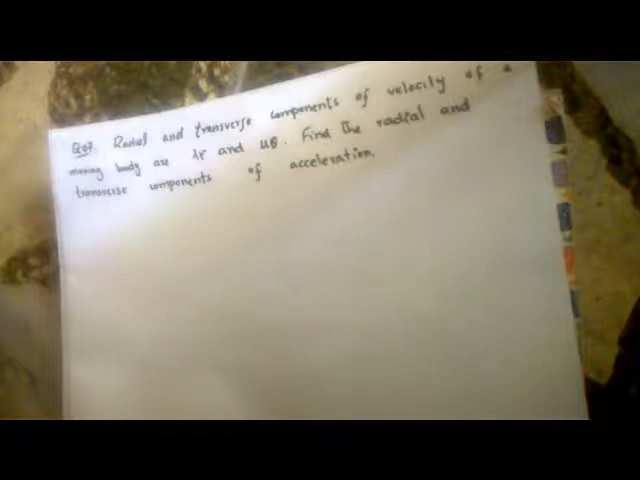 Q07. Radial and transverse components of velocity of a
moving body are λr and μθ. Find the radial and
transverse components of acceleration.